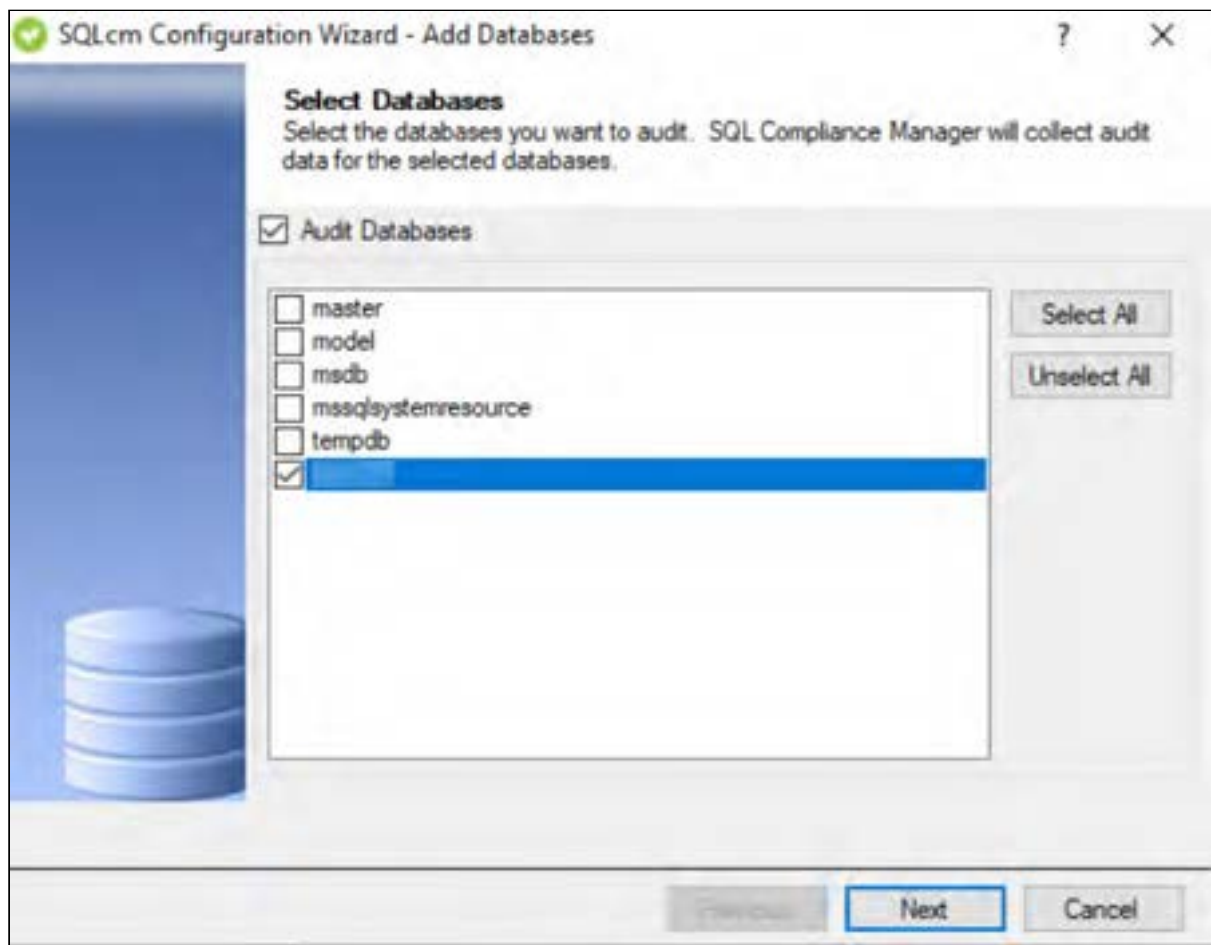 SQLcm Configuration Wizard - Add Databases
?
Select Databases
Select the databases you want to audit. SQL Compliance Manager will collect audit
data for the selected databases.
Audit Databases
master
model
msdb
mssqlsystemresource
tempdb
Select All
Unselect All
Next
Cancel